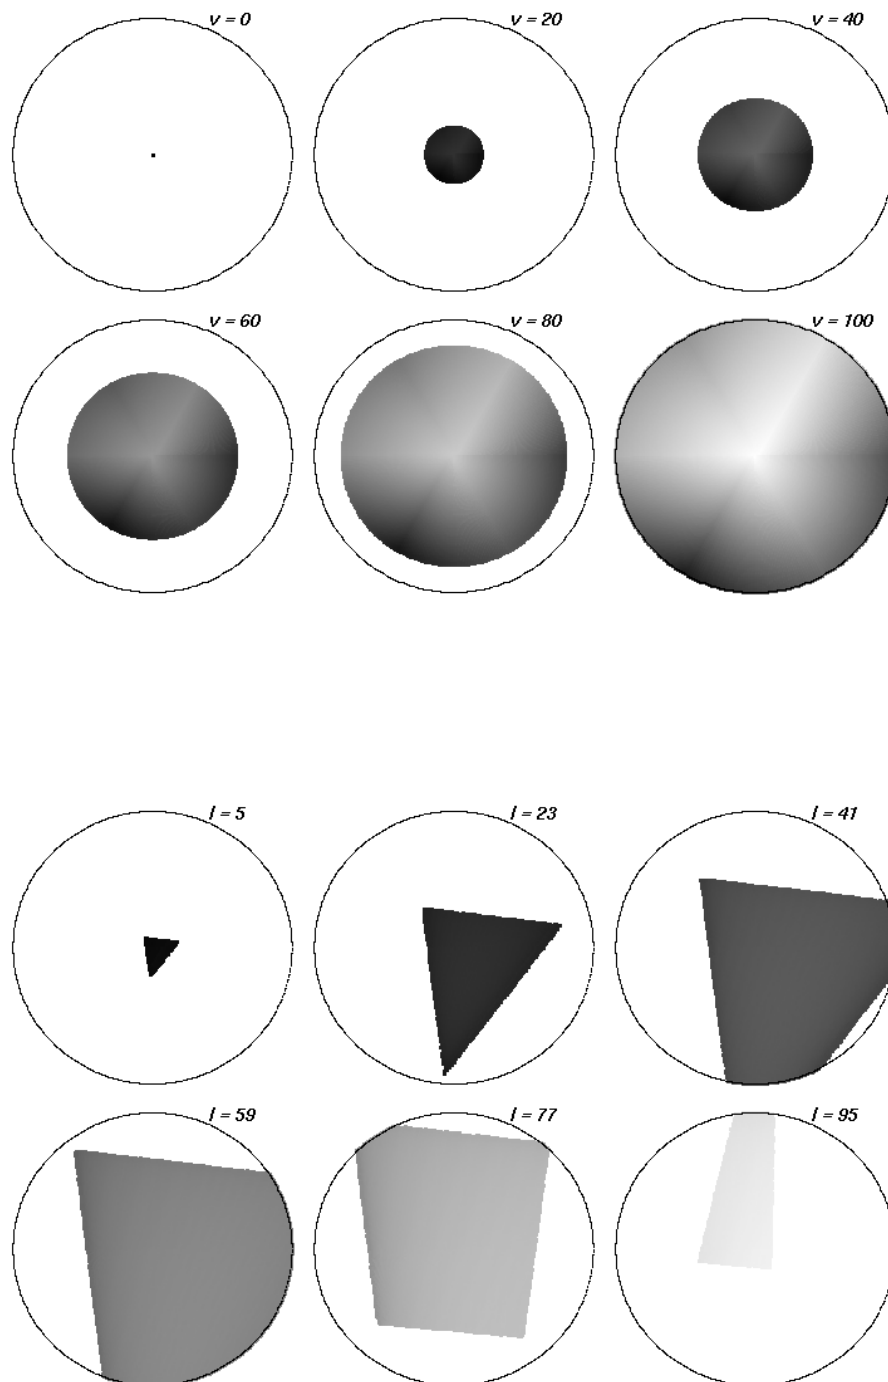 v = 0
v = 20
v = 40
v = 60
v = 80
v = 100
l = 5
l = 23
l = 41
l = 59
l = 77
l = 95